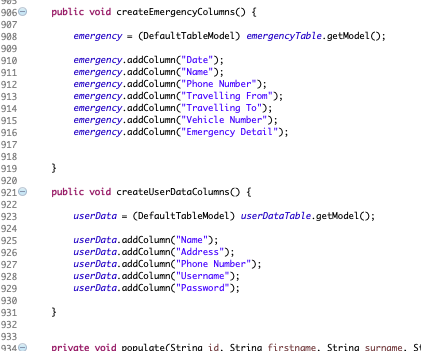 906 public void createEmergencyColumns() {
907
908 emergency = (DefaultTableModel) emergencyTable.getModel();
909
910 emergency.addColumn("Date");
911 emergency.addColumn("Name");
912 emergency.addColumn("Phone Number");
913 emergency.addColumn("Travelling From");
914 emergency.addColumn("Travelling To");
915 emergency.addColumn("Vehicle Number");
916 emergency.addColumn("Emergency Detail");
917
918
919 }
920
921 public void createUserDataColumns() {
922
923 userData = (DefaultTableModel) userDataTable.getModel();
924
925 userData.addColumn("Name");
926 userData.addColumn("Address");
927 userData.addColumn("Phone Number");
928 userData.addColumn("Username");
929 userData.addColumn("Password");
930
931 }
932
933
934 private void populate(String id, String firstname, String surname, St